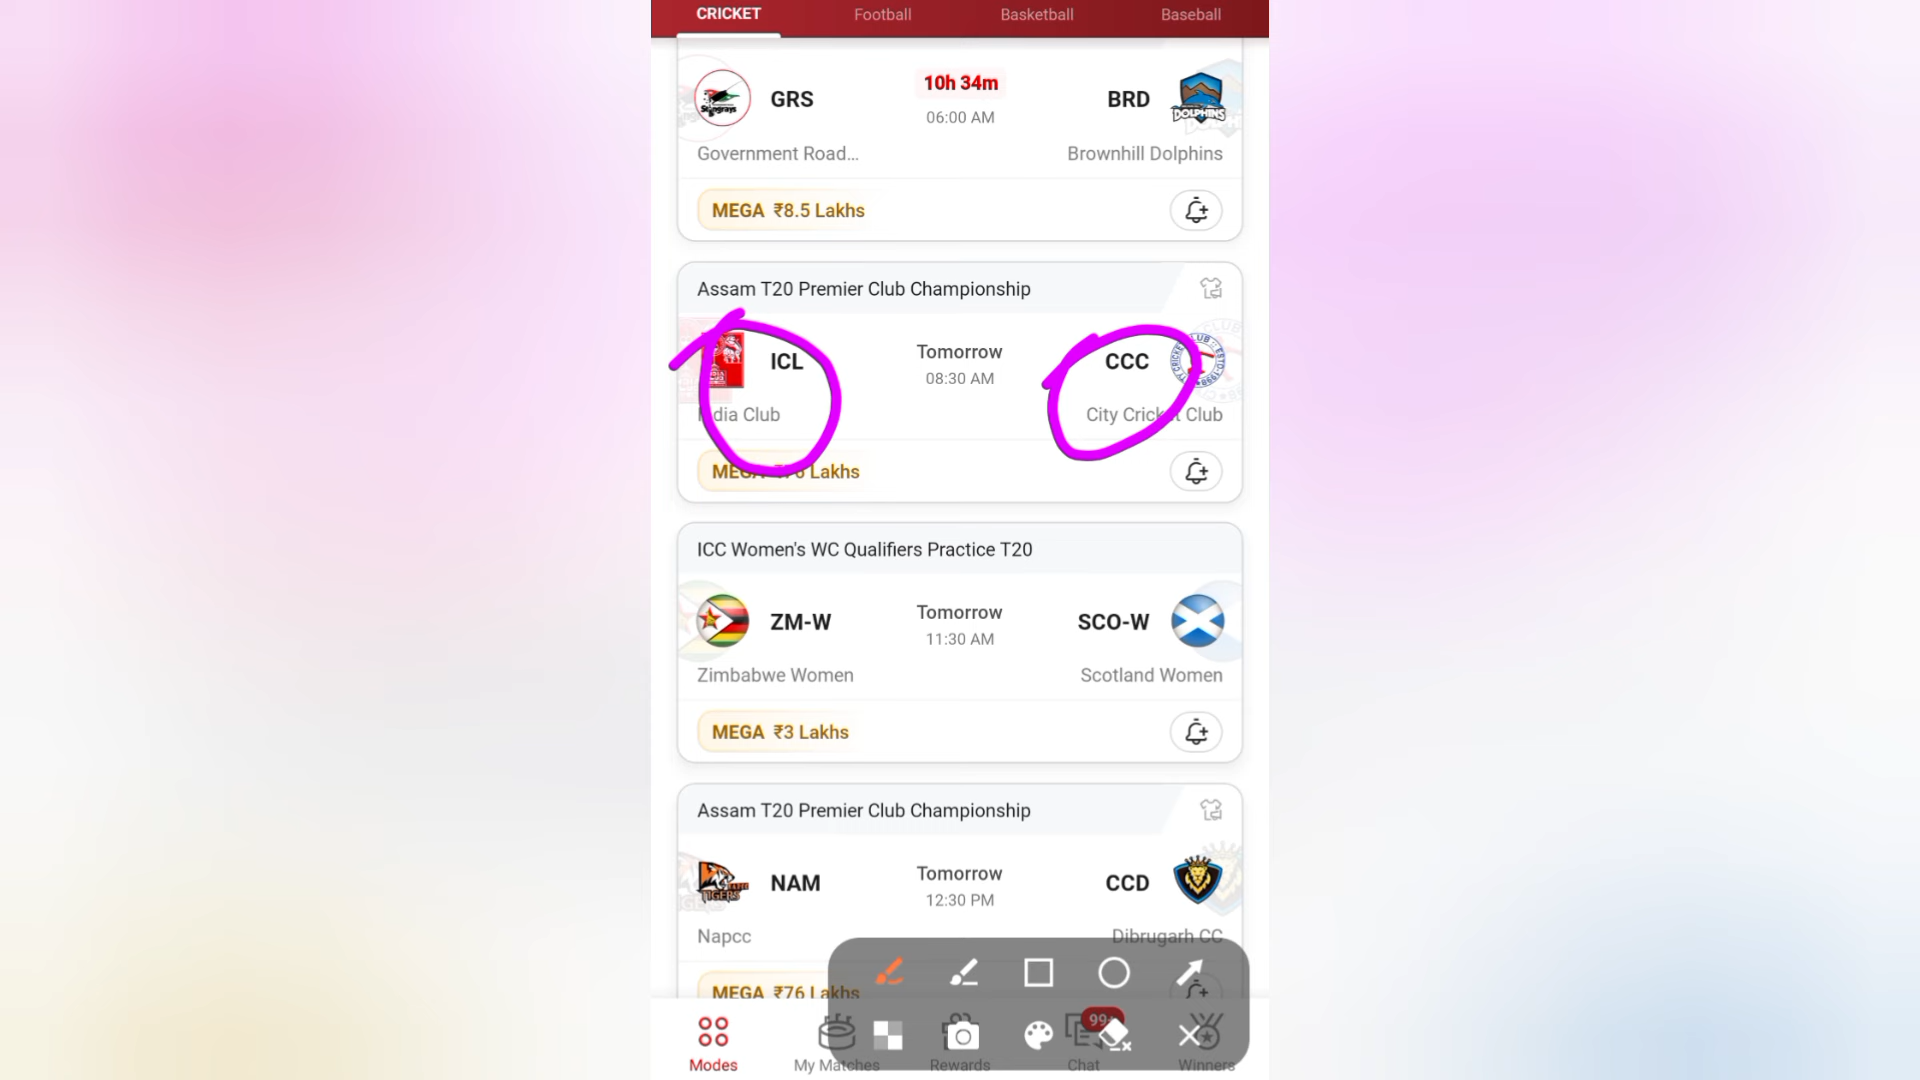 CRICKET Football Basketball Baseball
GRS 10h 34m BRD
06:00 AM
Government Road... Brownhill Dolphins
MEGA ₹8.5 Lakhs
Assam T20 Premier Club Championship
ICL Tomorrow CCC
08:30 AM
India Club City Cricket Club
MEGA ₹76 Lakhs
ICC Women's WC Qualifiers Practice T20
ZM-W Tomorrow SCO-W
11:30 AM
Zimbabwe Women Scotland Women
MEGA ₹3 Lakhs
Assam T20 Premier Club Championship
NAM Tomorrow CCD
12:30 PM
Napcc Dibrugarh CC
MEGA ₹76 Lakhs
Modes My Matches Rewards Chat Winners